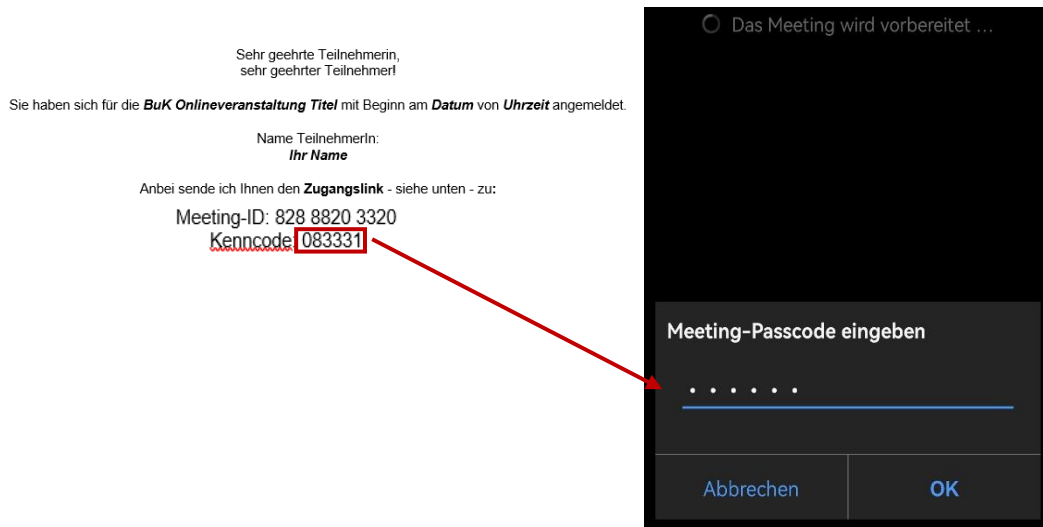 Sehr geehrte Teilnehmerin,
sehr geehrter Teilnehmer!
Sie haben sich für die BuK Onlineveranstaltung Titel mit Beginn am Datum von Uhrzeit angemeldet.
Name TeilnehmerIn:
Ihr Name
Anbei sende ich Ihnen den Zugangslink - siehe unten - zu:
Meeting-ID: 828 8820 3320
Kenncode: 083331
Das Meeting wird vorbereitet ...
Meeting-Passcode eingeben
Abbrechen
OK